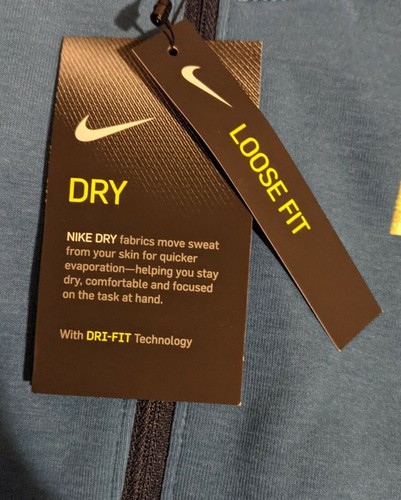 DRY
NIKE DRY fabrics move sweat
from your skin for quicker
evaporation—helping you stay
dry, comfortable and focused
on the task at hand.
With DRI-FIT Technology
LOOSE FIT